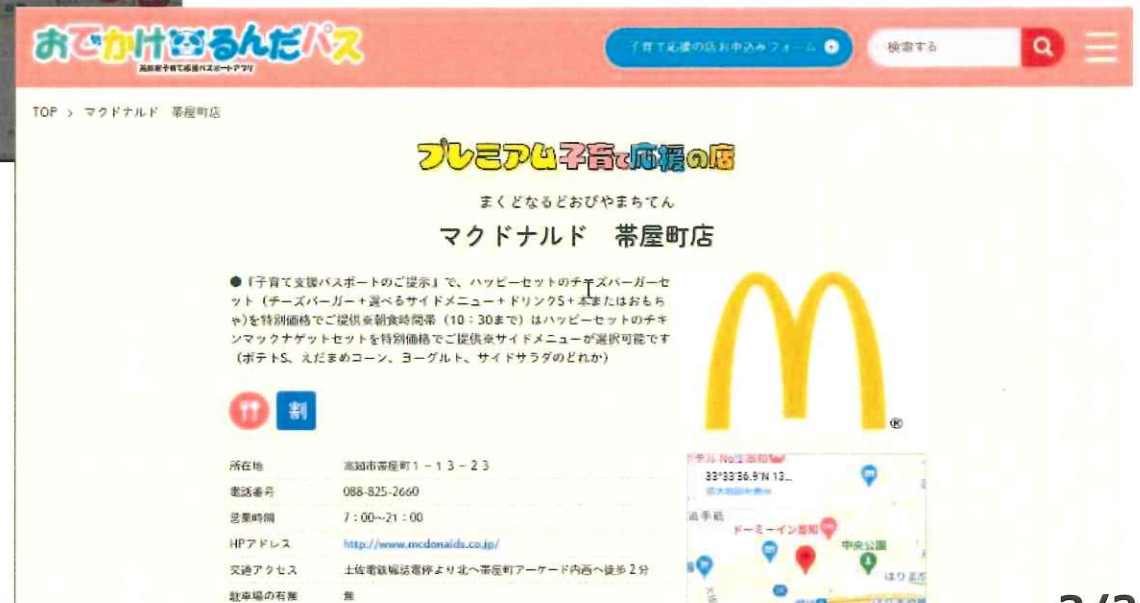 おでかけるんだパス
高知県子育て応援パスポートアプリ
子育て応援の店お申込みフォーム
検索する
TOP > マクドナルド 帯屋町店
プレミアム子育て応援の店
まくどなるどおびやまちてん
マクドナルド 帯屋町店
●『子育て支援パスポートのご提示』で、ハッピーセットのチーズバーガーセ
ット（チーズバーガー+選べるサイドメニュー+ドリンクS+本またはおもち
ゃ)を特別価格でご提供※朝食時間帯（10：30まで）はハッピーセットのチキ
ンマックナゲットセットを特別価格でご提供※サイドメニューが選択可能です
（ポテトS、えだまめコーン、ヨーグルト、サイドサラダのどれか）
割
®
所在地 高知市帯屋町1-13-23
電話番号 088-825-2660
営業時間 7：00~21：00
HPアドレス http://www.mcdonalds.co.jp/
交通アクセス 土佐電鉄堀詰電停より北へ帯屋町アーケード内西へ徒歩2分
駐車場の有無 無
33°33'36.9"N 13...
拡大地図を表示
追手筋
ドーミーイン高知
中央公園